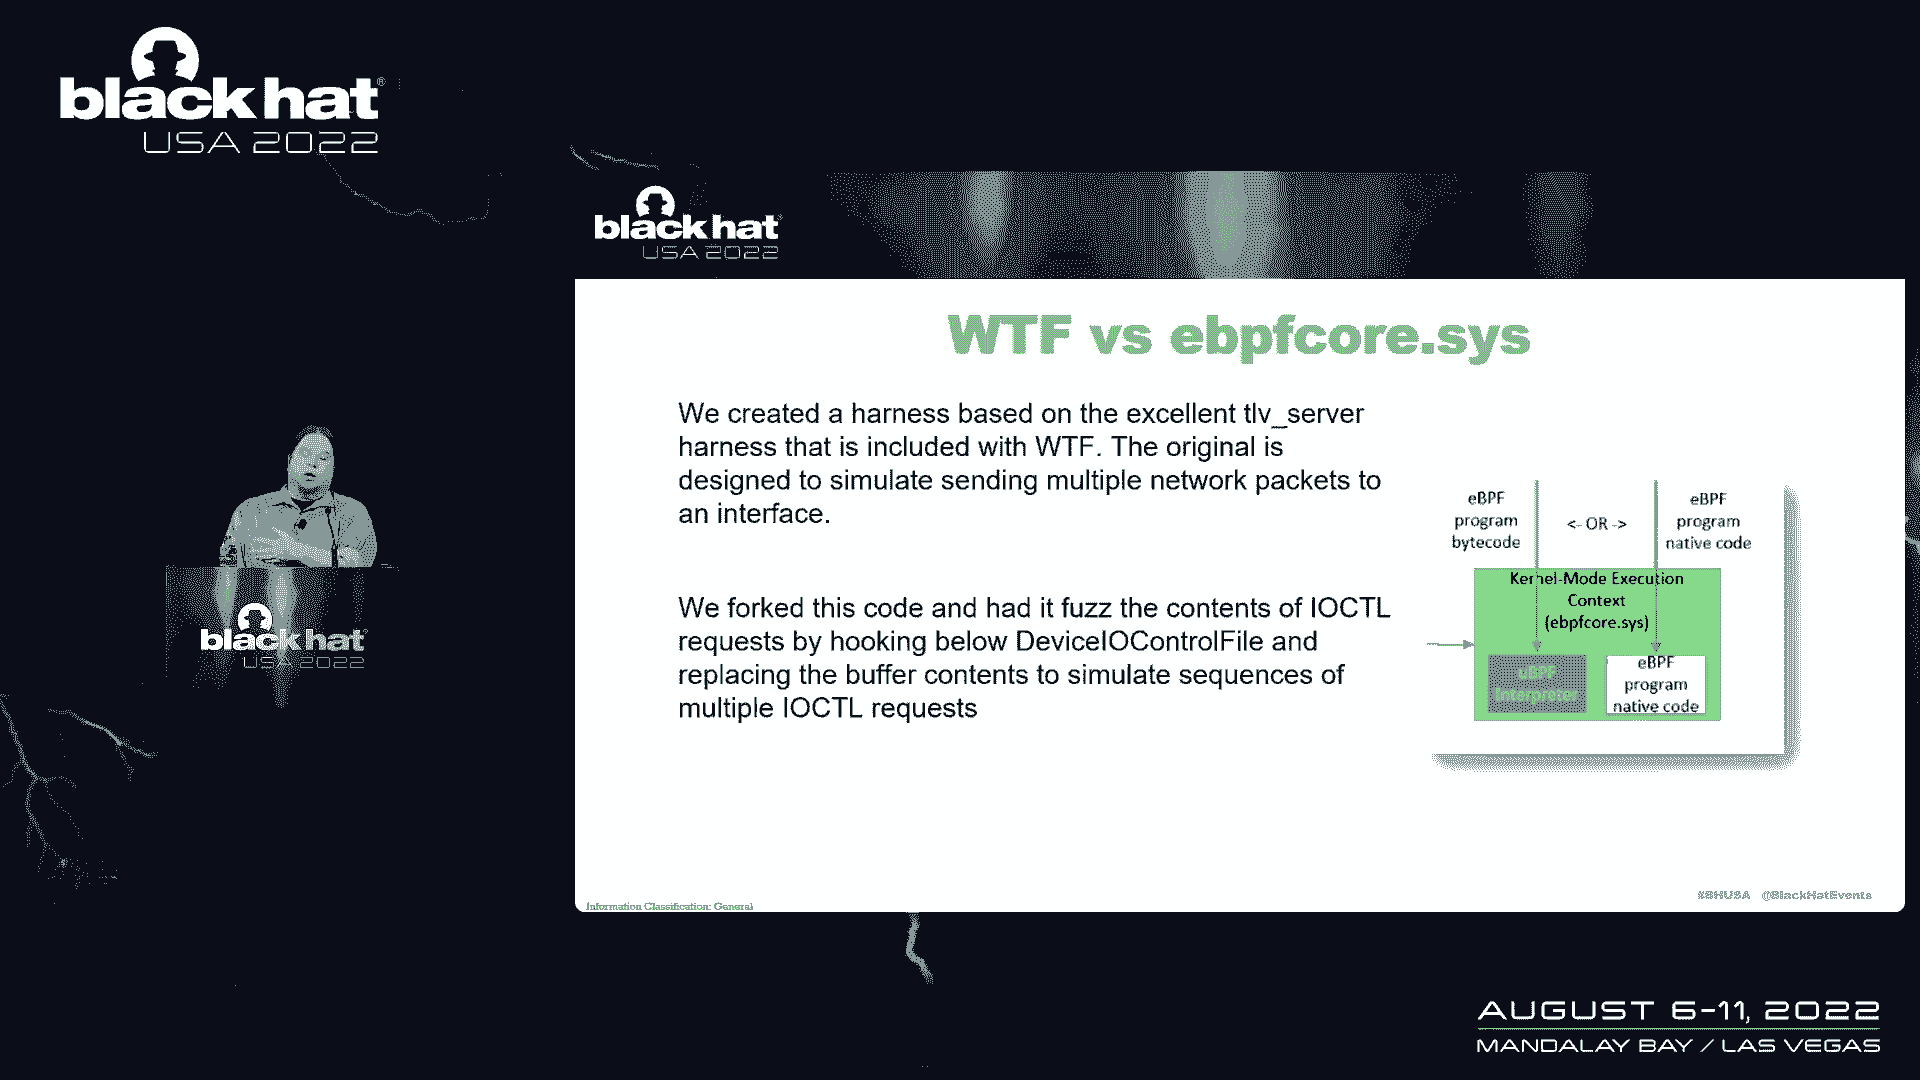 black hat®
USA 2022
black hat
USA 2022
WTF vs ebpfcore.sys
We created a harness based on the excellent tlv_server
harness that is included with WTF. The original is
designed to simulate sending multiple network packets to
an interface.
We forked this code and had it fuzz the contents of IOCTL
requests by hooking below DeviceIOControlFile and
replacing the buffer contents to simulate sequences of
multiple IOCTL requests
eBPF
program
bytecode
<- OR ->
eBPF
program
native code
Kernel-Mode Execution
Context
(ebpfcore.sys)
uBPF
Interpreter
eBPF
program
native code
black hat
USA 2022
Information Classification: General
#BHUSA @BlackHatEvents
AUGUST 6-11, 2022
MANDALAY BAY / LAS VEGAS